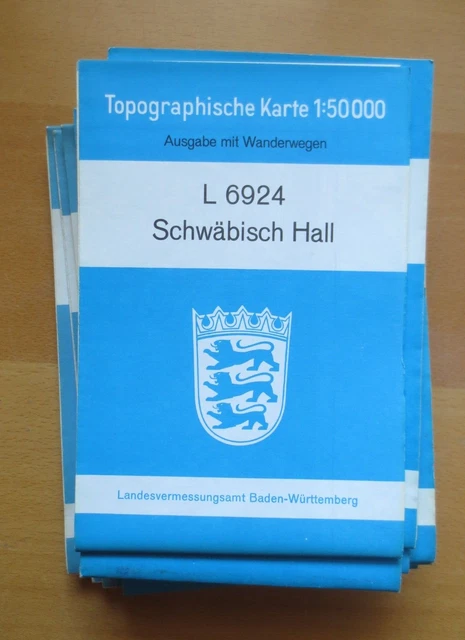 Topographische Karte 1:50000
Ausgabe mit Wanderwegen
L 6924
Schwäbisch Hall
Landesvermessungsamt Baden-Württemberg